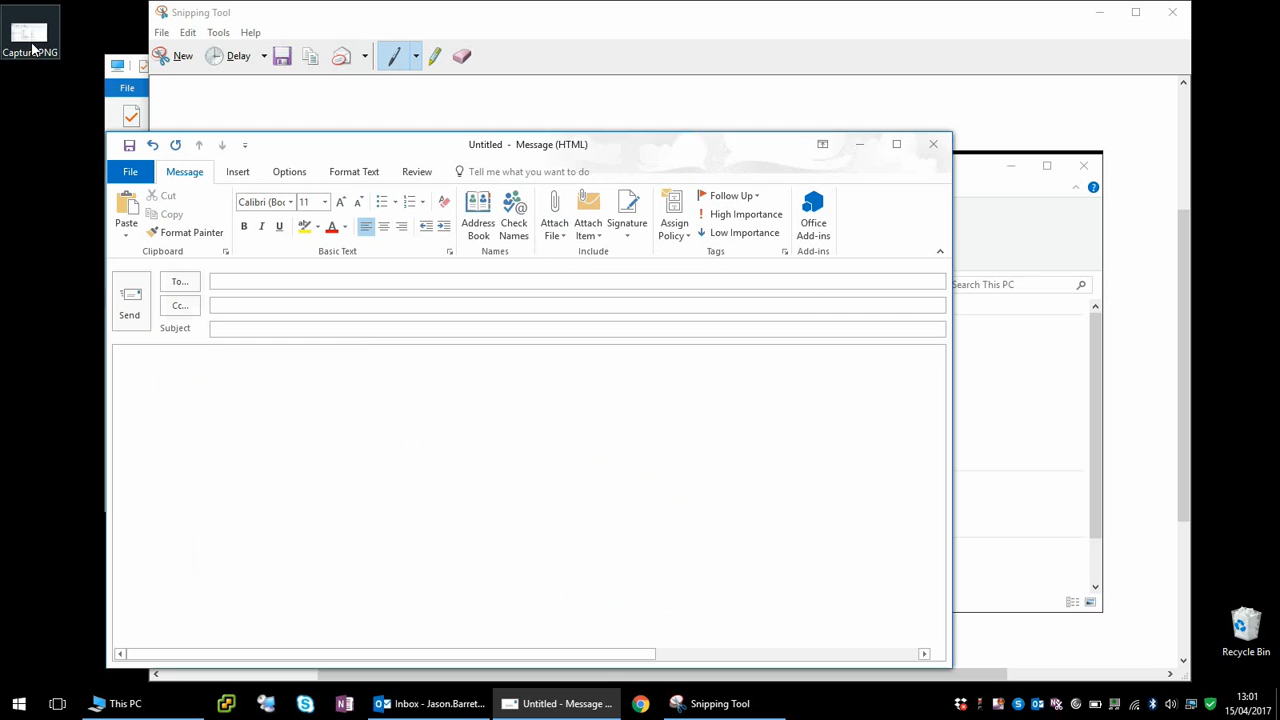 Capture.PNG
Snipping Tool
File Edit Tools Help
New Delay
File
Untitled - Message (HTML)
File Message Insert Options Format Text Review Tell me what you want to do
Paste
Cut
Copy
Format Painter
Clipboard
Calibri (Boc 11
B I U
Basic Text
Address Book
Check Names
Names
Attach File
Attach Item
Signature
Include
Assign Policy
Follow Up
High Importance
Low Importance
Tags
Office Add-ins
Add-ins
Send
To...
Cc...
Subject
Search This PC
Recycle Bin
This PC
Inbox - Jason.Barret...
Untitled - Message ...
Snipping Tool
13:01
15/04/2017